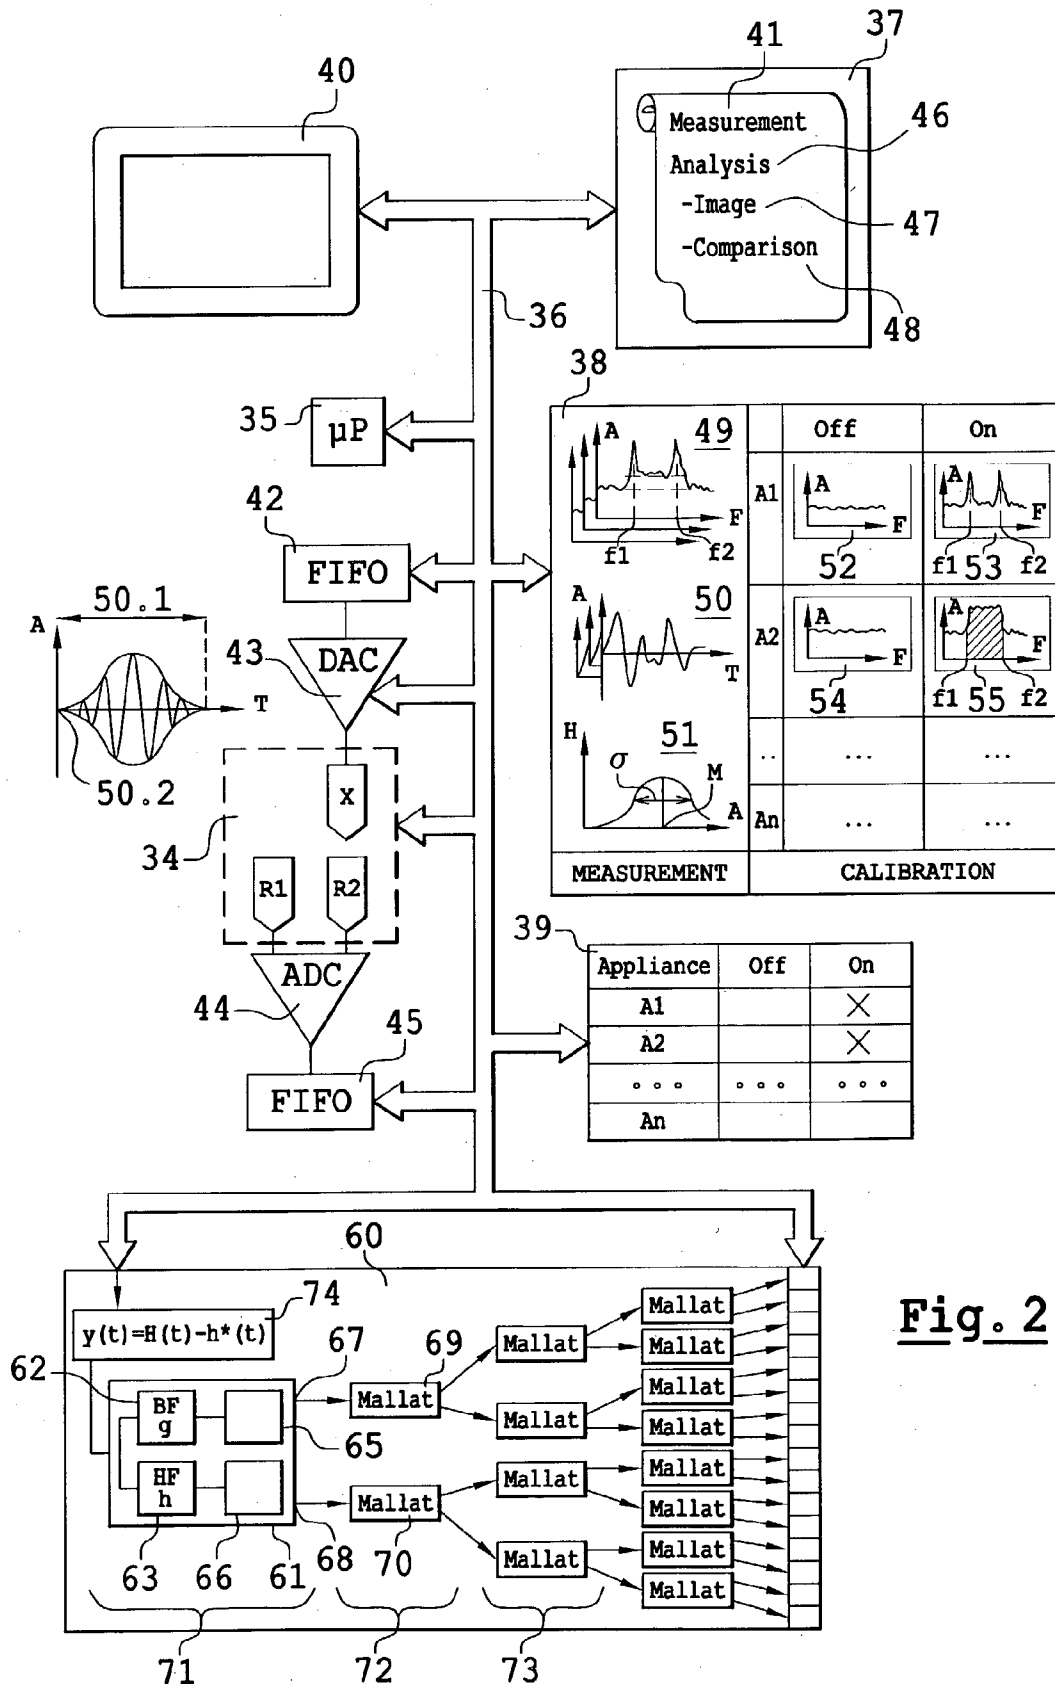 40
41
37
Measurement
46
Analysis
-Image
47
-Comparison
48
36
38
35
µP
49
A
F
f1 f2
Off On
A1
A
F
52
A
F
f1 53 f2
42
FIFO
50.1
A
T
50.2
43
DAC
50
A
T
A2
A
F
54
A
F
f1 55 f2
H
51
σ
M
A
.. ... ...
An ... ...
MEASUREMENT CALIBRATION
X
34
R1 R2
ADC
44
45
FIFO
39
Appliance Off On
A1 X
A2 X
°°° °°° °°°
An
60
74
y(t)=H(t)-h*(t)
62
67
69
BF
g
65
HF
h
63 66 61 68
70
Mallat
Mallat
Mallat
Mallat
Mallat
Mallat
Mallat
Mallat
Mallat
Mallat
Mallat
Mallat
Mallat
Mallat
71 72 73
Fig. 2